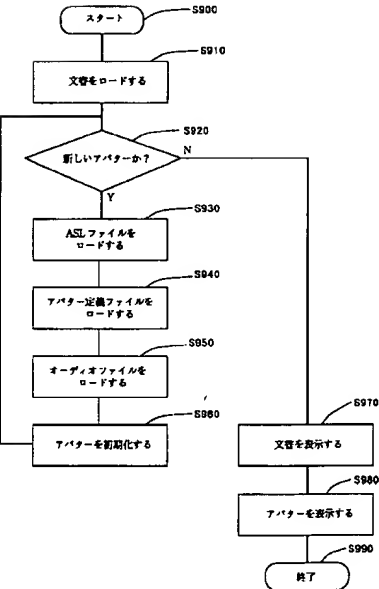 スタート
S900
S910
文書をロードする
S920
新しいアバターか？
N
Y
S930
ASLファイルを
ロードする
S940
アバター定義ファイルを
ロードする
S950
オーディオファイルを
ロードする
S960
アバターを初期化する
S970
文書を表示する
S980
アバターを表示する
S990
終了